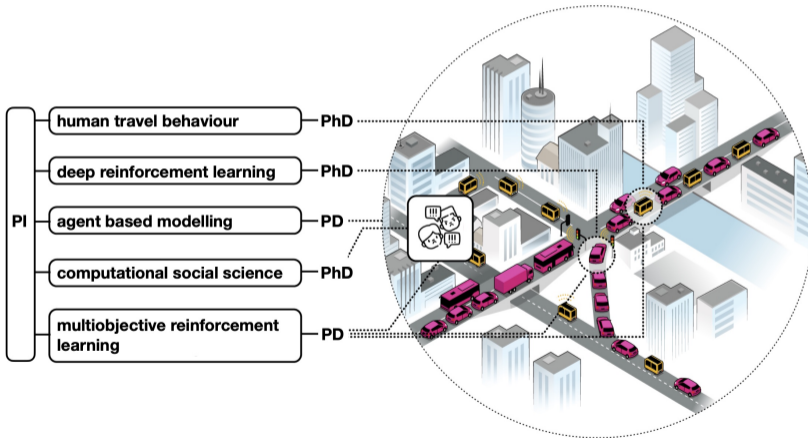 PI
human travel behaviour
PhD
deep reinforcement learning
PhD
agent based modelling
PD
computational social science
PhD
multiobjective reinforcement
learning
PD
!!!
!!!